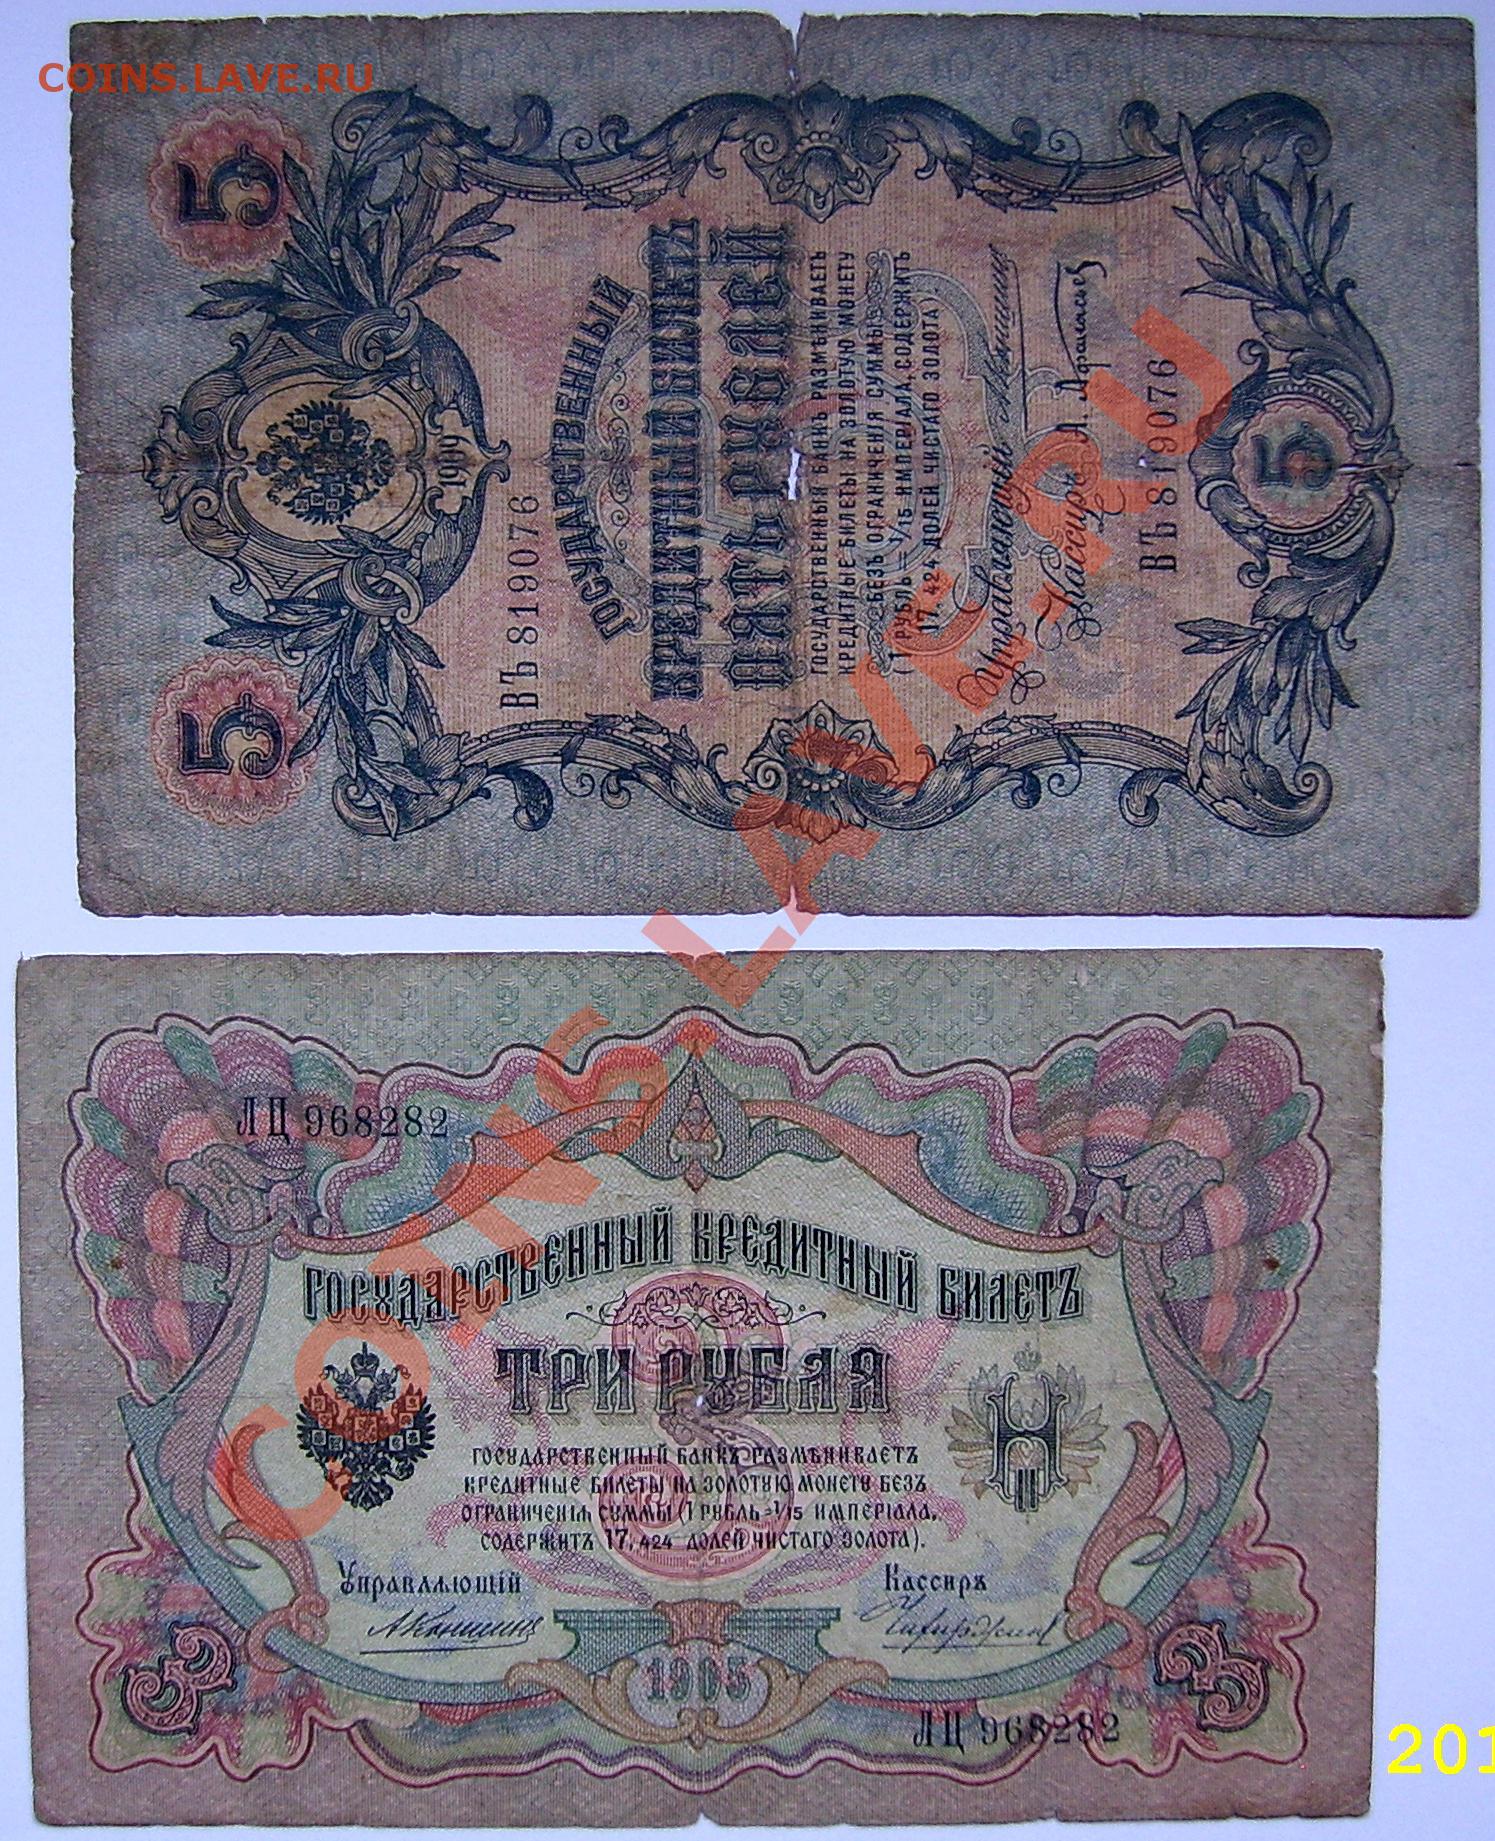 COINS.LAVE.RU
5
5
1909
ВЪ 819076
ГОСУДАРСТВЕННЫЙ
КРЕДИТНЫЙ БИЛЕТЪ
ПЯТЬ РУБЛЕЙ
ГОСУДАРСТВЕННЫЙ БАНКЪ РАЗМѢНИВАЕТЪ
КРЕДИТНЫЕ БИЛЕТЫ НА ЗОЛОТУЮ МОНЕТУ
БЕЗЪ ОГРАНИЧЕНІЯ СУММЫ
(1 РУБЛЬ = 1/15 ИМПЕРІАЛА, СОДЕРЖИТЪ
17,424 ДОЛЕЙ ЧИСТАГО ЗОЛОТА).
Управляющій
Кассиръ
ВЪ 819076
5
COINS.LAVE.RU
ЛЦ 968282
ГОСУДАРСТВЕННЫЙ КРЕДИТНЫЙ БИЛЕТЪ
ТРИ РУБЛЯ
3
ГОСУДАРСТВЕННЫЙ БАНКЪ РАЗМѢНИВАЕТЪ
КРЕДИТНЫЕ БИЛЕТЫ НА ЗОЛОТУЮ МОНЕТУ БЕЗЪ
ОГРАНИЧЕНІЯ СУММЫ (1 РУБЛЬ = 1/15 ИМПЕРІАЛА,
СОДЕРЖИТЪ 17,424 ДОЛЕЙ ЧИСТАГО ЗОЛОТА).
Управляющій Кассиръ
1905
3 3
ЛЦ 968282
201